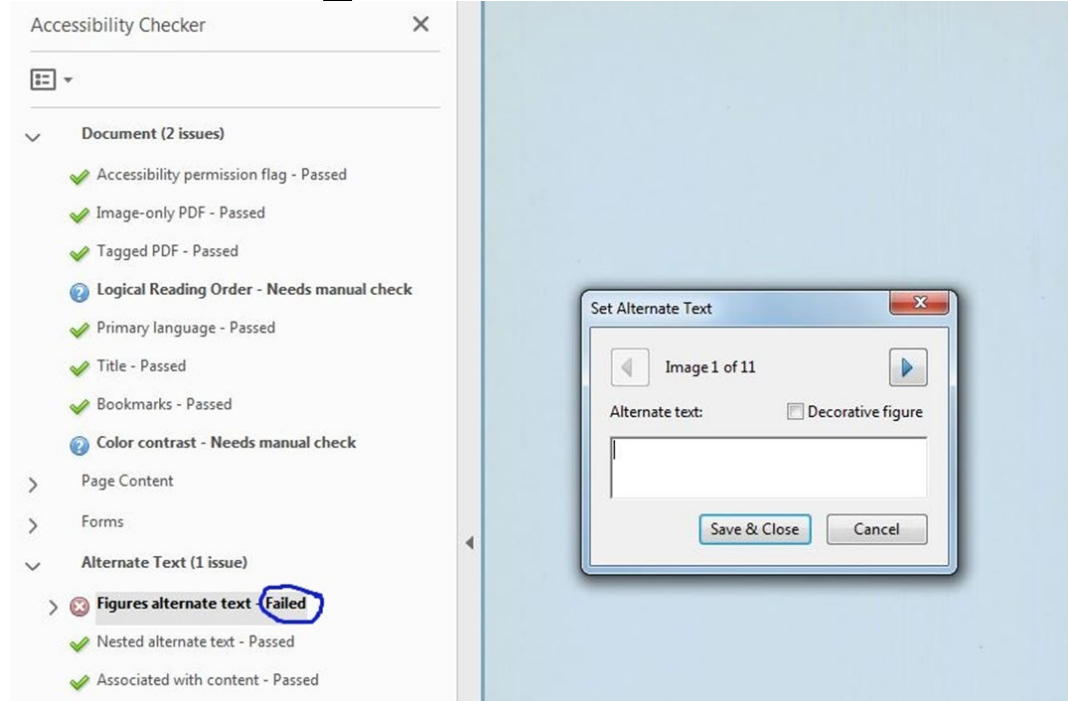 Accessibility Checker
Document (2 issues)
Accessibility permission flag - Passed
Image-only PDF - Passed
Tagged PDF - Passed
Logical Reading Order - Needs manual check
Primary language - Passed
Title - Passed
Bookmarks - Passed
Color contrast - Needs manual check
Page Content
Forms
Alternate Text (1 issue)
Figures alternate text - Failed
Nested alternate text - Passed
Associated with content - Passed
Set Alternate Text
Image 1 of 11
Alternate text: Decorative figure
Save & Close Cancel